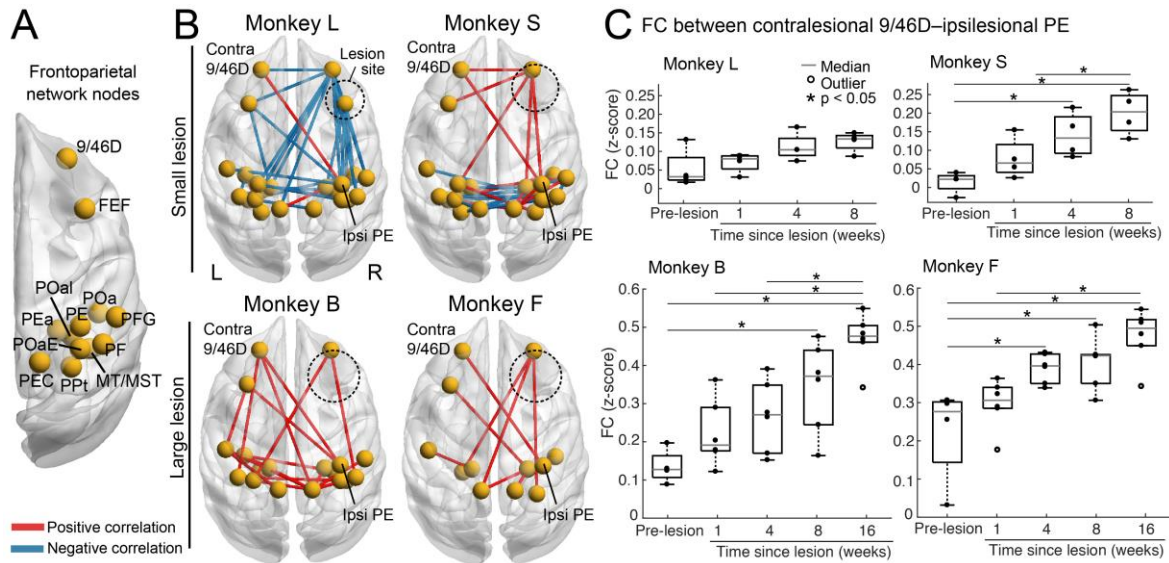 A
Frontoparietal
network nodes
9/46D
FEF
POal
POa
PEa
PE
PFG
POaE
PF
PEC
PPt
MT/MST
Positive correlation
Negative correlation
B
Small lesion
Large lesion
Monkey L
Contra
9/46D
Lesion
site
Ipsi PE
L
R
Monkey S
Contra
9/46D
Ipsi PE
Monkey B
Contra
9/46D
Ipsi PE
Monkey F
Contra
9/46D
Ipsi PE
C FC between contralesional 9/46D–ipsilesional PE
Monkey L
Median
Outlier
* p < 0.05
FC (z-score)
0.25
0.20
0.15
0.10
0.05
0
Pre-lesion 1 4 8
Time since lesion (weeks)
Monkey S
* *
*
0.25
0.20
0.15
0.10
0.05
0
Pre-lesion 1 4 8
Time since lesion (weeks)
Monkey B
*
*
*
*
FC (z-score)
0.6
0.5
0.4
0.3
0.2
0.1
Pre-lesion 1 4 8 16
Time since lesion (weeks)
Monkey F
*
*
*
*
0.6
0.5
0.4
0.3
0.2
0.1
0
Pre-lesion 1 4 8 16
Time since lesion (weeks)